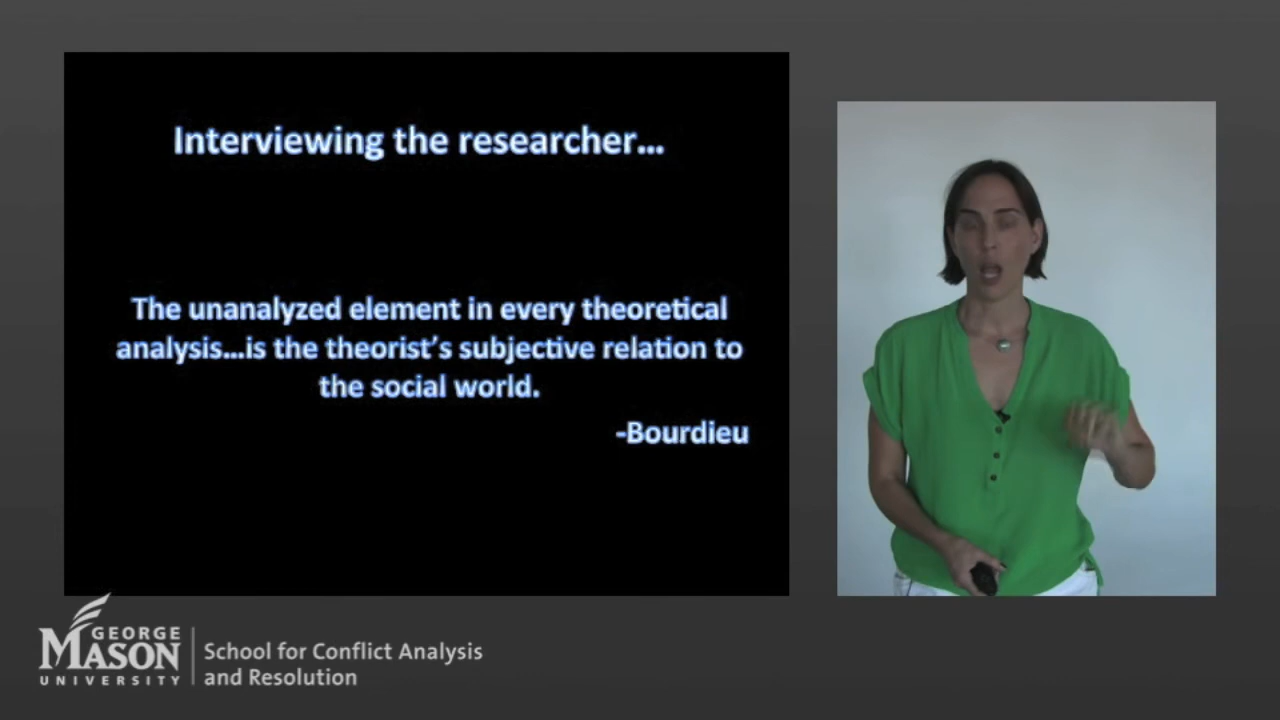 Interviewing the researcher...
The unanalyzed element in every theoretical
analysis...is the theorist's subjective relation to
the social world.
-Bourdieu
GEORGE
MASON
UNIVERSITY
School for Conflict Analysis
and Resolution